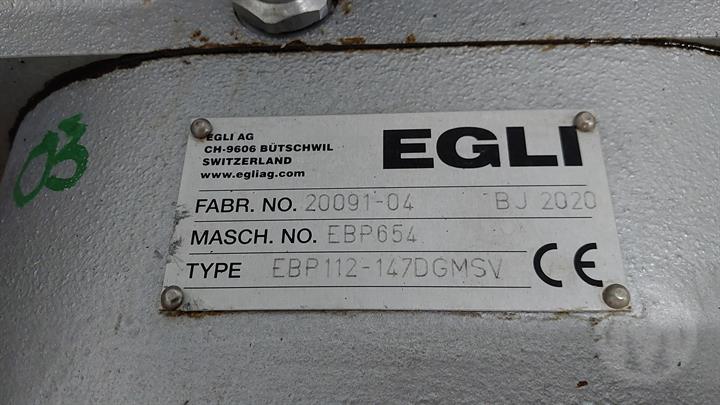 03
EGLI AG
CH-9606 BÜTSCHWIL
SWITZERLAND
www.egliag.com
EGLI
FABR. NO. 20091-04 BJ 2020
MASCH. NO. EBP654
TYPE EBP112-147DGMSV
CE